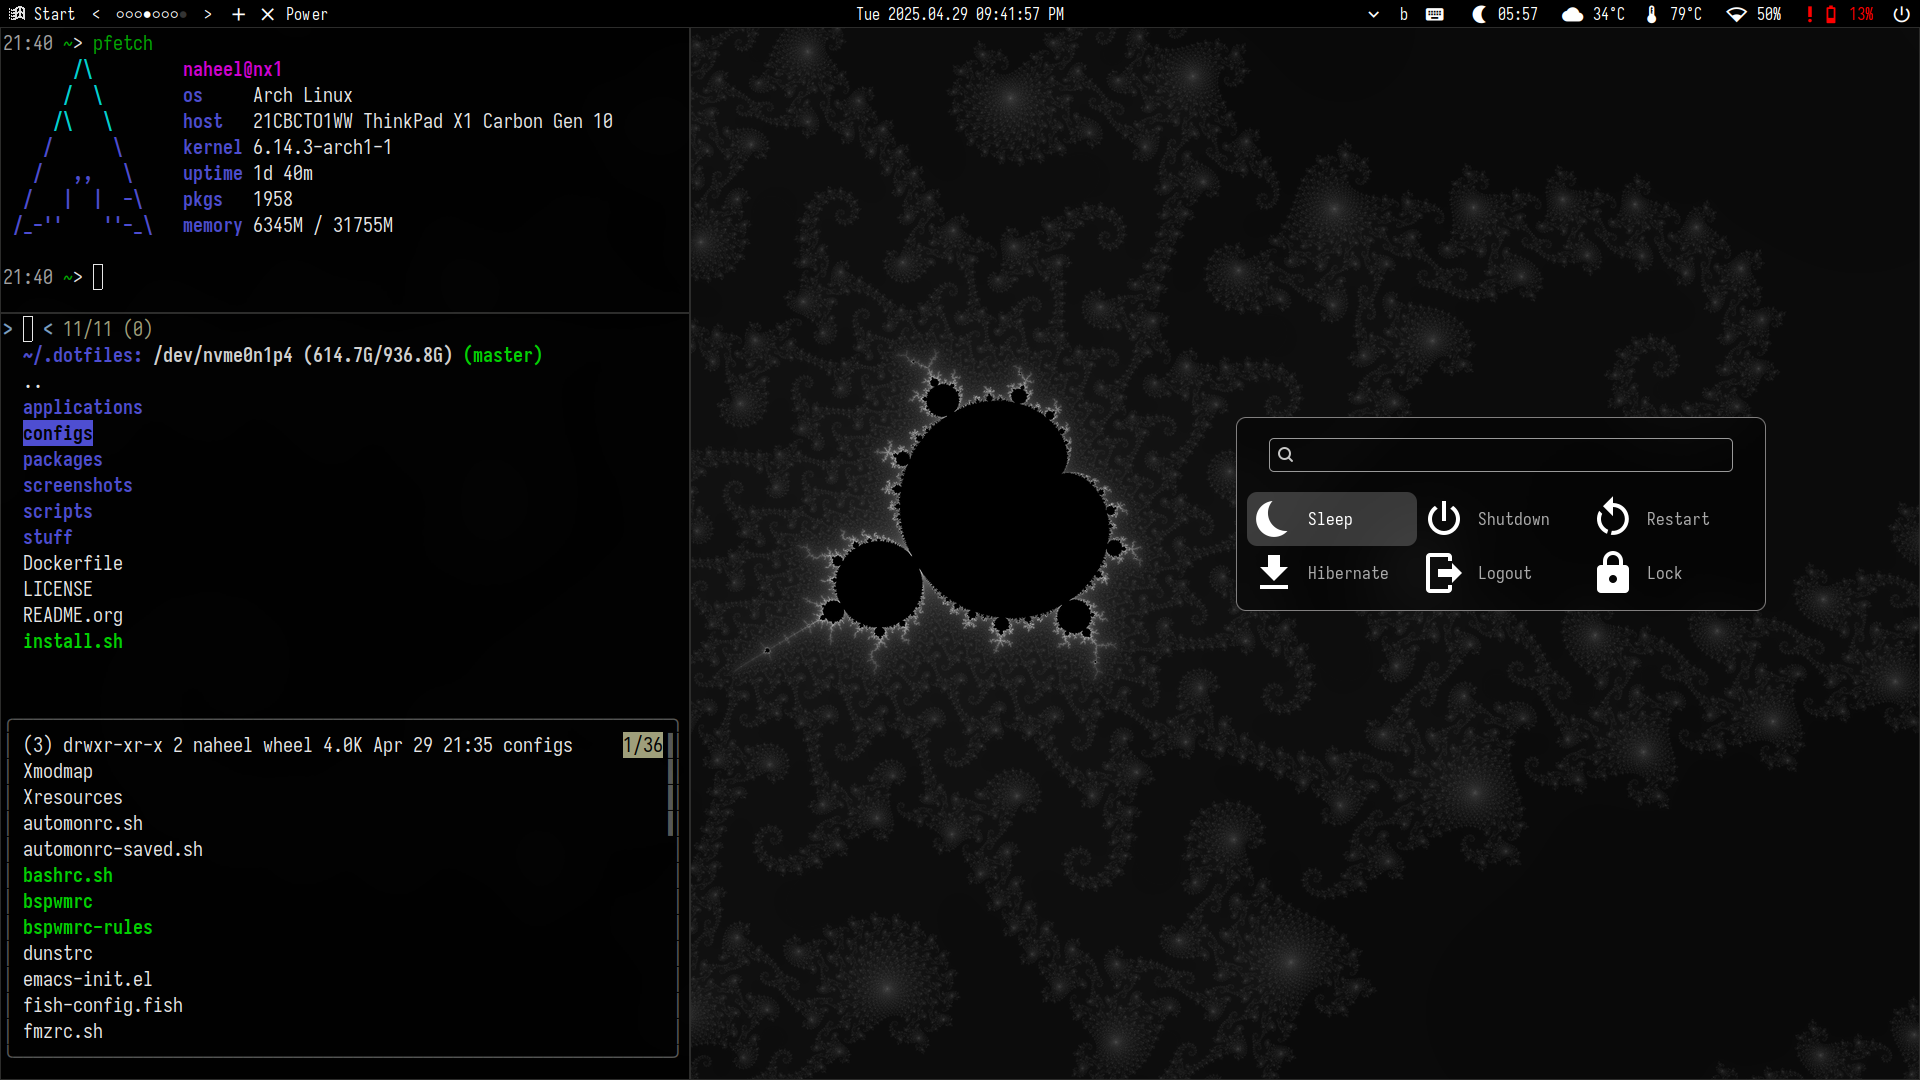 Start < > + × Power
Tue 2025.04.29 09:41:57 PM
b 05:57 34°C 79°C 50% ! 13%
21:40 ~> pfetch
/\ naheel@nx1
/ \ os Arch Linux
/\ \ host 21CBCTO1WW ThinkPad X1 Carbon Gen 10
/ \ kernel 6.14.3-arch1-1
/ ,, \ uptime 1d 40m
/ | | -\ pkgs 1958
/_-'' ''-_\ memory 6345M / 31755M
21:40 ~>
> < 11/11 (0)
~/.dotfiles: /dev/nvme0n1p4 (614.7G/936.8G) (master)
..
applications
configs
packages
screenshots
scripts
stuff
Dockerfile
LICENSE
README.org
install.sh
(3) drwxr-xr-x 2 naheel wheel 4.0K Apr 29 21:35 configs 1/36
Xmodmap
Xresources
automonrc.sh
automonrc-saved.sh
bashrc.sh
bspwmrc
bspwmrc-rules
dunstrc
emacs-init.el
fish-config.fish
fmzrc.sh
Sleep Shutdown Restart
Hibernate Logout Lock